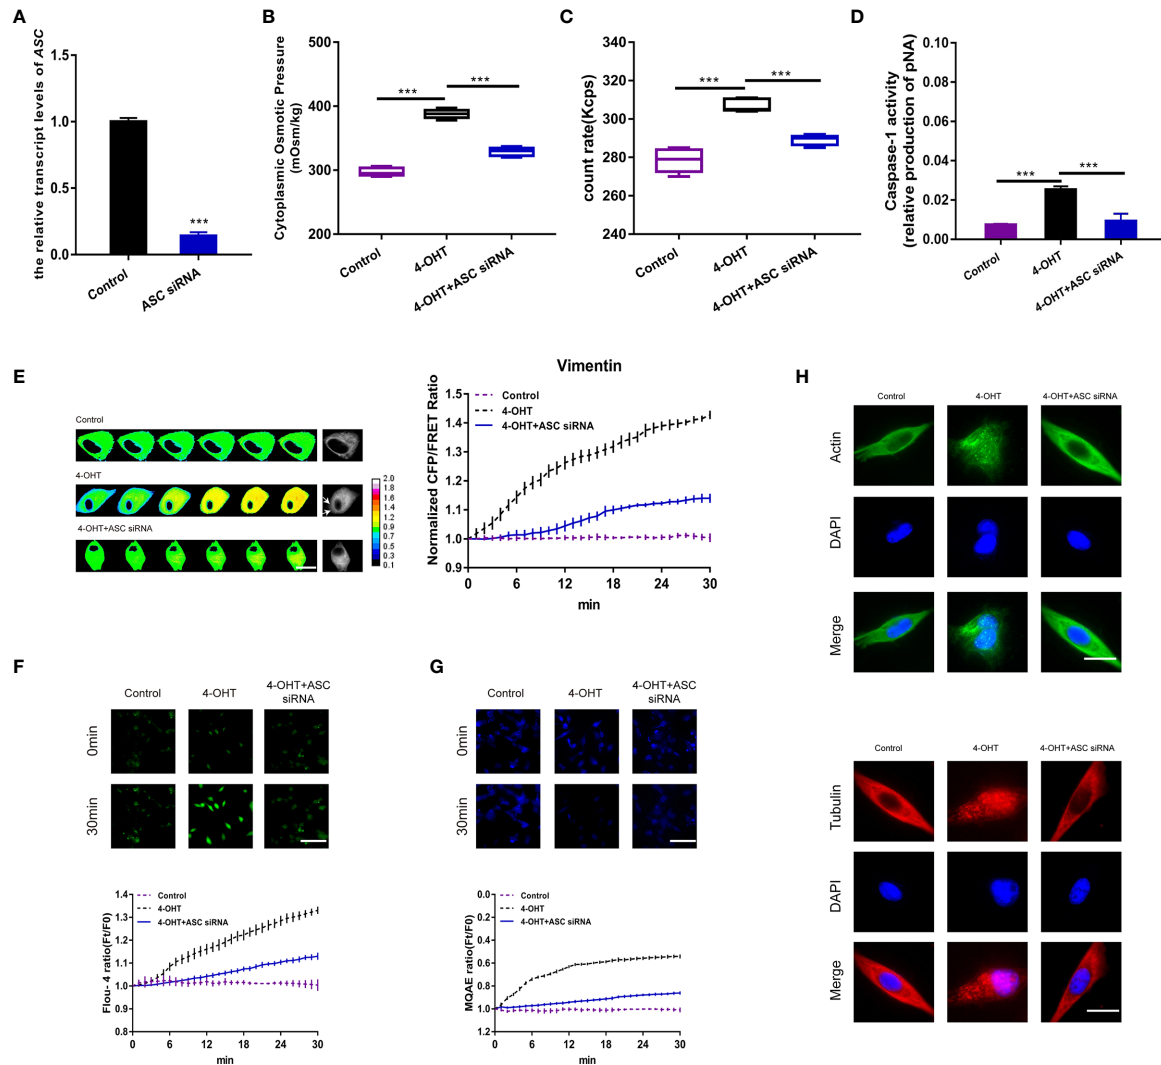 A
the relative transcript levels of ASC
1.5
1.0
0.5
0.0
***
Control
ASC siRNA
B
Cytoplasmic Osmotic Pressure
(mOsm/kg)
500
400
300
200
***
***
Control
4-OHT
4-OHT+ASC siRNA
C
count rate(Kcps)
340
320
300
280
260
240
***
***
Control
4-OHT
4-OHT+ASC siRNA
D
Caspase-1 activity
(relative production of pNA)
0.10
0.08
0.06
0.04
0.02
0.00
***
***
Control
4-OHT
4-OHT+ASC siRNA
E
Control
4-OHT
4-OHT+ASC siRNA
2.0
1.8
1.6
1.4
1.2
1.0
0.9
0.7
0.5
0.3
0.1
Vimentin
Normalized CFP/FRET Ratio
1.5
1.4
1.3
1.2
1.1
1.0
0.9
Control
4-OHT
4-OHT+ASC siRNA
0 6 12 18 24 30
min
F
Control 4-OHT 4-OHT+ASC
siRNA
0min
30min
Flou- 4 ratio(Ft/F0)
1.4
1.3
1.2
1.1
1.0
0.9
0.8
Control
4-OHT
4-OHT+ASC siRNA
0 6 12 18 24 30
min
G
Control 4-OHT 4-OHT+ASC
siRNA
0min
30min
MQAE ratio(Ft/F0)
0.0
0.4
0.6
0.8
1.0
1.2
Control
4-OHT
4-OHT+ASC siRNA
0 6 12 18 24 30
min
H
Control 4-OHT 4-OHT+ASC siRNA
Actin
DAPI
Merge
Control 4-OHT 4-OHT+ASC siRNA
Tubulin
DAPI
Merge